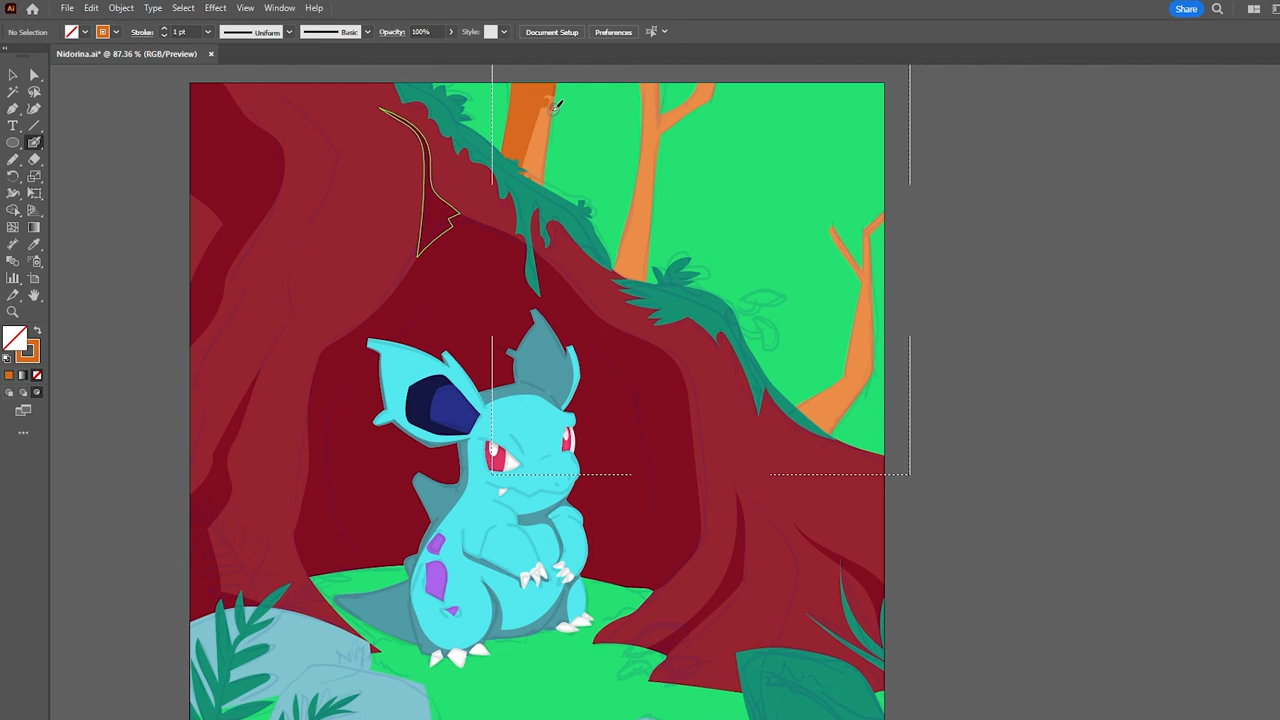 Ai File Edit Object Type Select Effect View Window Help Share
No Selection Stroke: 1 pt Uniform Basic Opacity: 100% Style: Document Setup Preferences
Nidorina.ai* @ 87.36 % (RGB/Preview) ×